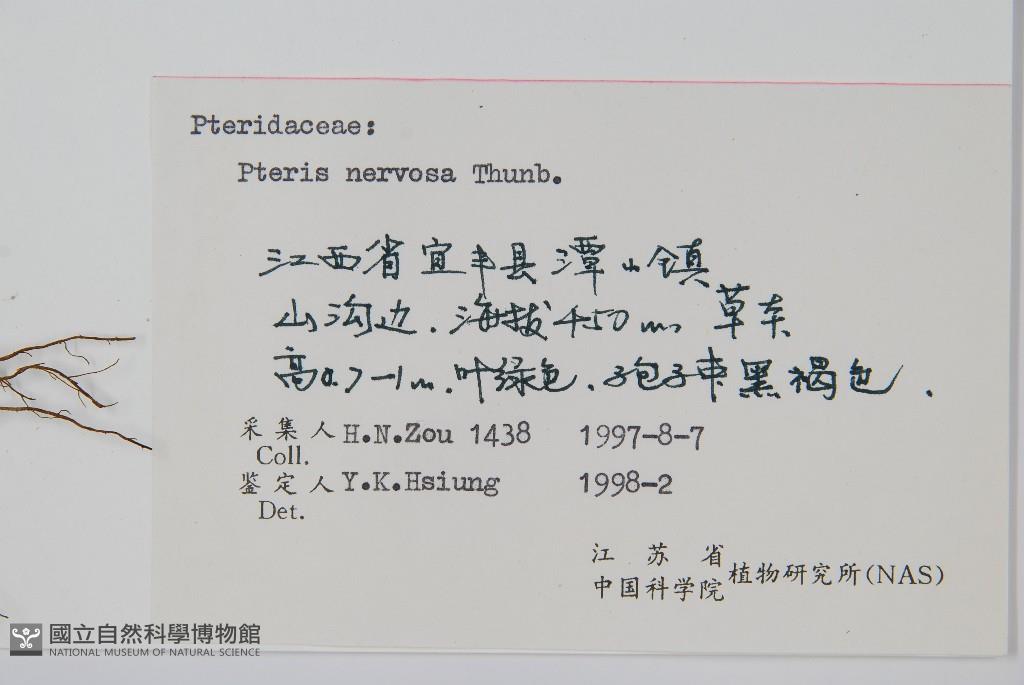 Pteridaceae:
Pteris nervosa Thunb.
江西省宜丰县潭山镇
山沟边.海拔450m 草本
高0.7-1m.叶绿色.孢子束黑褐色.
采集人 H.N.Zou 1438 1997-8-7
Coll.
鉴定人 Y.K.Hsiung 1998-2
Det.
江苏省
中国科学院 植物研究所(NAS)
國立自然科學博物館
NATIONAL MUSEUM OF NATURAL SCIENCE